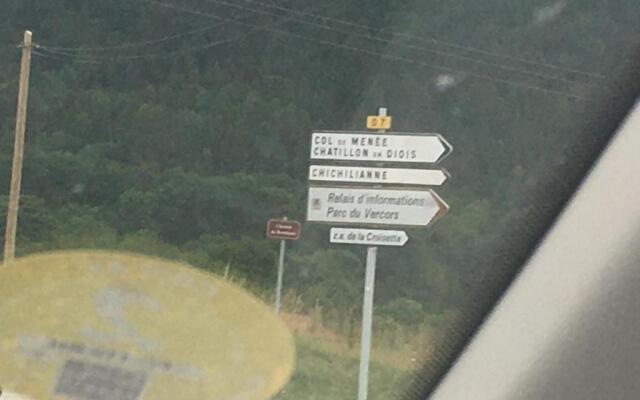 D7
COL DE MENÉE
CHATILLON EN DIOIS
CHICHILIANNE
Relais d'informations
Parc du Vercors
z.a. de la Croisette